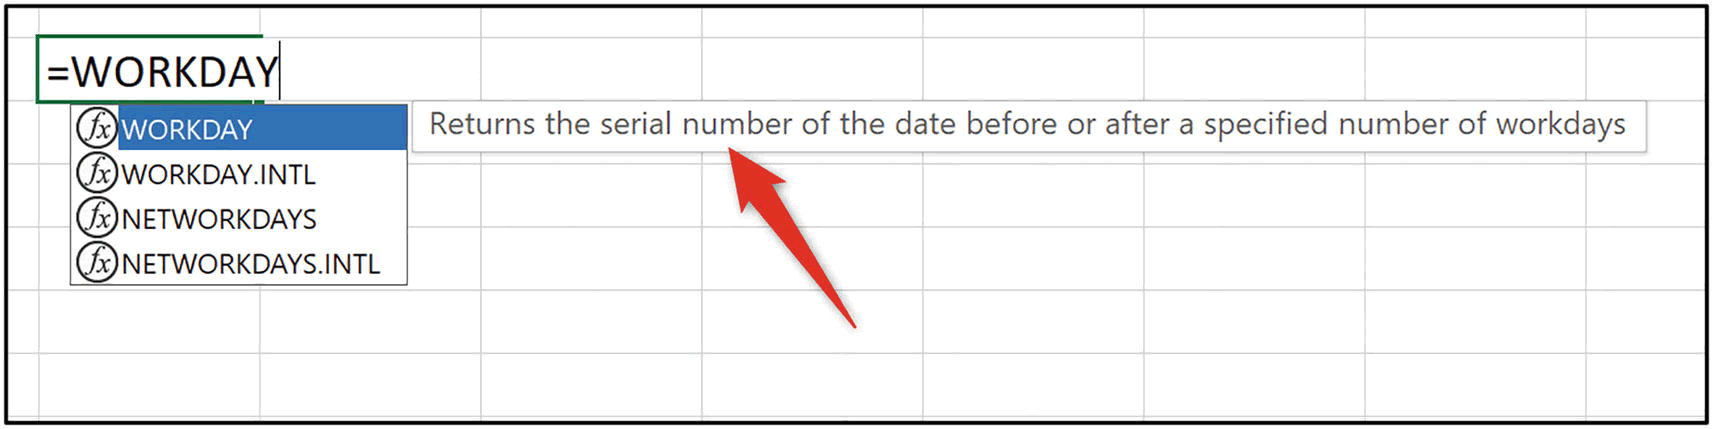 =WORKDAY
fx WORKDAY
Returns the serial number of the date before or after a specified number of workdays
fx WORKDAY.INTL
fx NETWORKDAYS
fx NETWORKDAYS.INTL